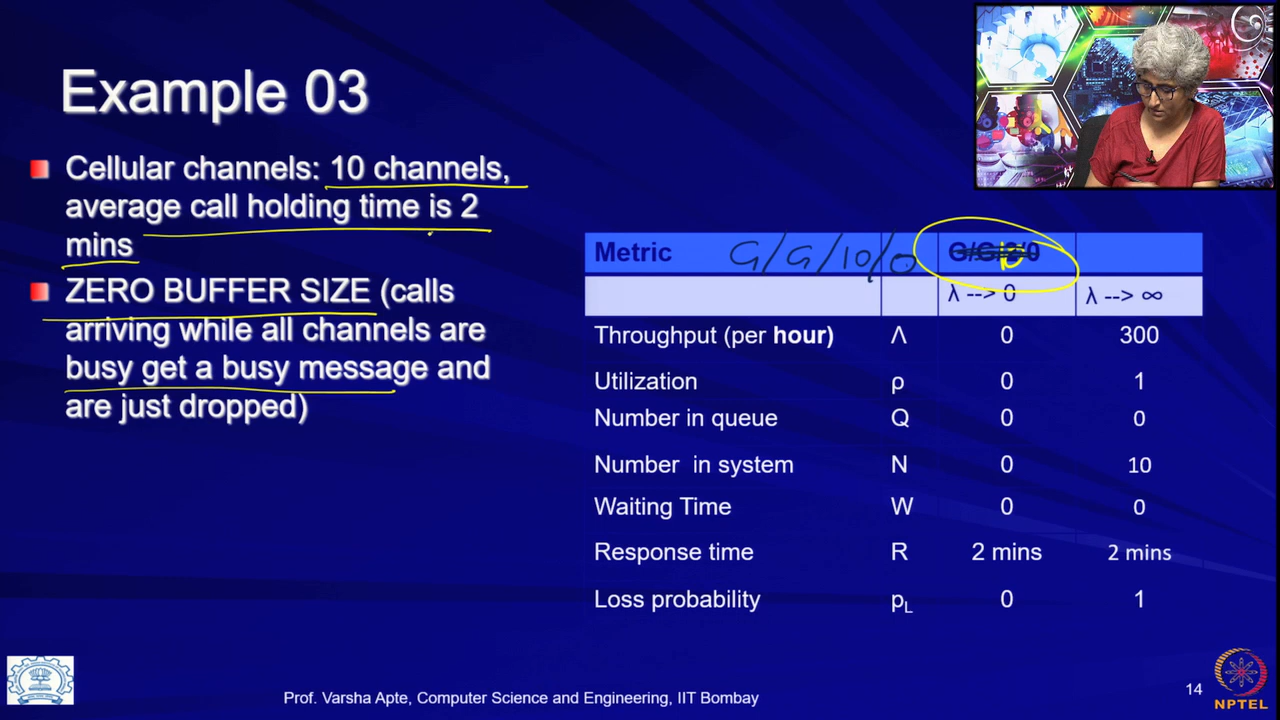 Example 03
Cellular channels: 10 channels,
average call holding time is 2
mins
ZERO BUFFER SIZE (calls
arriving while all channels are
busy get a busy message and
are just dropped)
Metric G/G/10/0
λ --> 0 λ --> ∞
Throughput (per hour) Λ 0 300
Utilization ρ 0 1
Number in queue Q 0 0
Number in system N 0 10
Waiting Time W 0 0
Response time R 2 mins 2 mins
Loss probability pL 0 1
Prof. Varsha Apte, Computer Science and Engineering, IIT Bombay
14
NPTEL